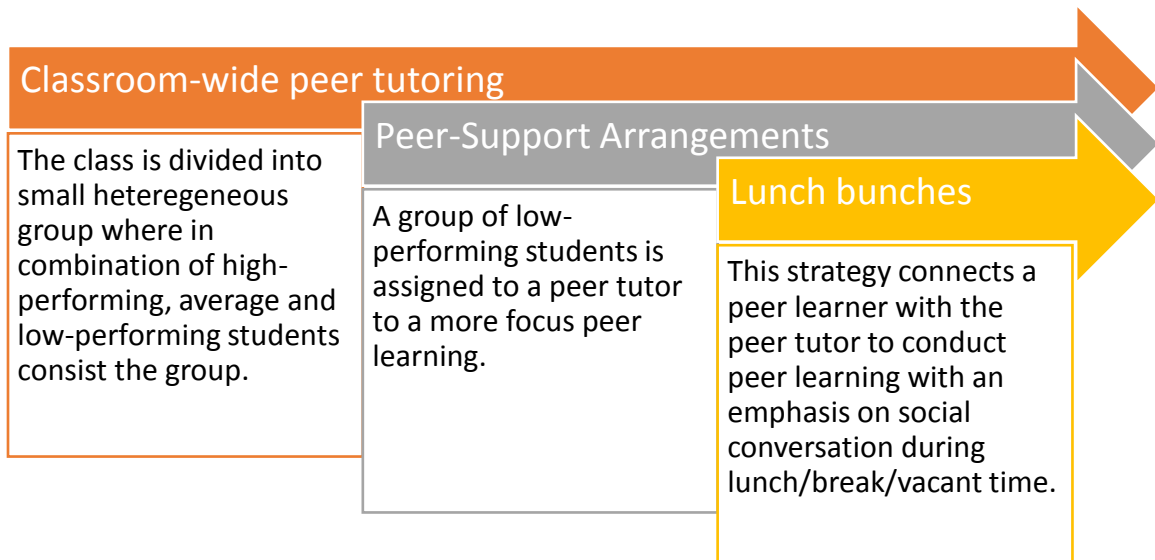 Classroom-wide peer tutoring
The class is divided into
small heteregeneous
group where in
combination of high-
performing, average and
low-performing students
consist the group.
Peer-Support Arrangements
A group of low-
performing students is
assigned to a peer tutor
to a more focus peer
learning.
Lunch bunches
This strategy connects a
peer learner with the
peer tutor to conduct
peer learning with an
emphasis on social
conversation during
lunch/break/vacant time.